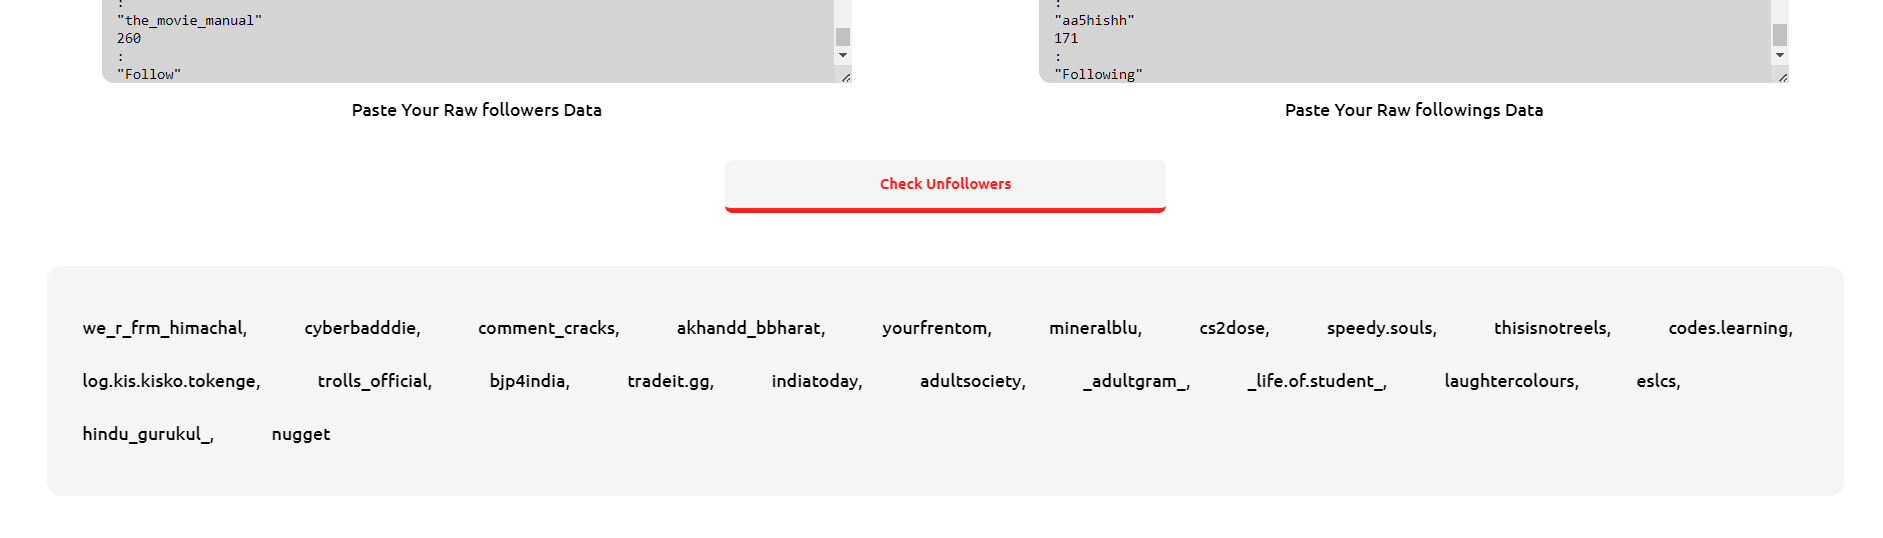 :
"the_movie_manual"
260
:
"Follow"
:
"aa5hishh"
171
:
"Following"
Paste Your Raw followers Data
Paste Your Raw followings Data
Check Unfollowers
we_r_frm_himachal, cyberbadddie, comment_cracks, akhandd_bbharat, yourfrentom, mineralblu, cs2dose, speedy.souls, thisisnotreels, codes.learning,
log.kis.kisko.tokenge, trolls_official, bjp4india, tradeit.gg, indiatoday, adultsociety, _adultgram_, _life.of.student_, laughtercolours, eslcs,
hindu_gurukul_, nugget